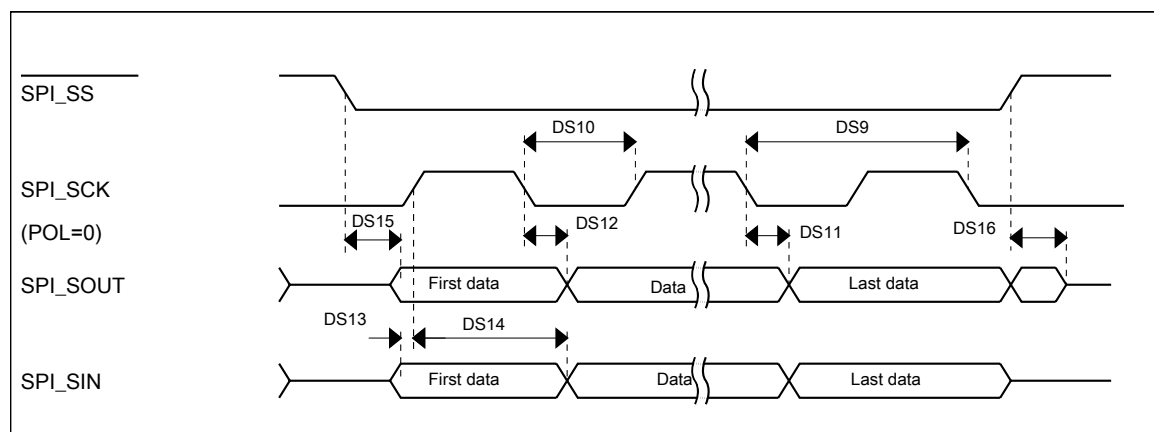 SPI_SS
DS10
DS9
SPI_SCK
DS15
DS12
DS11
DS16
(POL=0)
SPI_SOUT
First data
Data
Last data
DS13
DS14
SPI_SIN
First data
Data
Last data